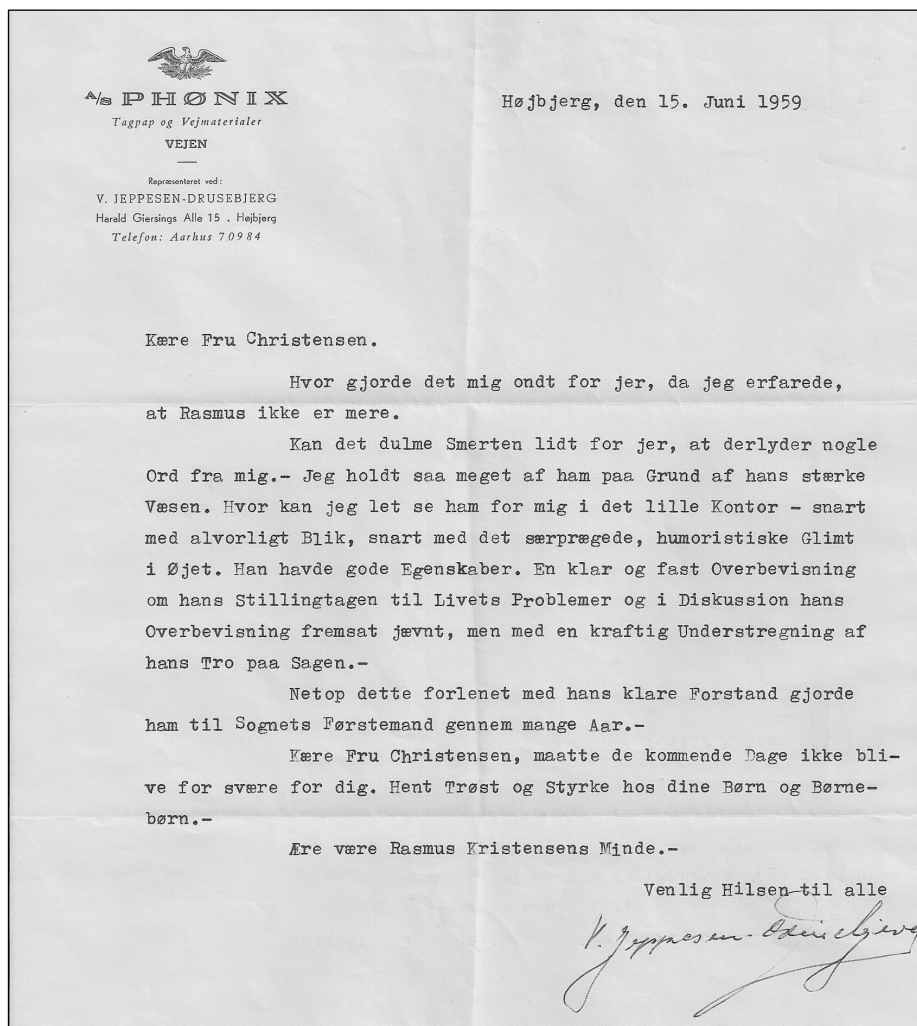 A/S PHØNIX
Tagpap og Vejmaterialer
VEJEN
Repræsenteret ved:
V. JEPPESEN-DRUSEBJERG
Harald Giersings Alle 15 . Højbjerg
Telefon: Aarhus 70984
Højbjerg, den 15. Juni 1959
Kære Fru Christensen.
Hvor gjorde det mig ondt for jer, da jeg erfarede,
at Rasmus ikke er mere.
Kan det dulme Smerten lidt for jer, at derlyder nogle
Ord fra mig.- Jeg holdt saa meget af ham paa Grund af hans stærke
Væsen. Hvor kan jeg let se ham for mig i det lille Kontor - snart
med alvorligt Blik, snart med det særprægede, humoristiske Glimt
i Øjet. Han havde gode Egenskaber. En klar og fast Overbevisning
om hans Stillingtagen til Livets Problemer og i Diskussion hans
Overbevisning fremsat jævnt, men med en kraftig Understregning af
hans Tro paa Sagen.-
Netop dette forlenet med hans klare Forstand gjorde
ham til Sognets Førstemand gennem mange Aar.-
Kære Fru Christensen, maatte de kommende Dage ikke bli-
ve for svære for dig. Hent Trøst og Styrke hos dine Børn og Børne-
børn.-
Ære være Rasmus Kristensens Minde.-
Venlig Hilsen til alle
V. Jeppesen-